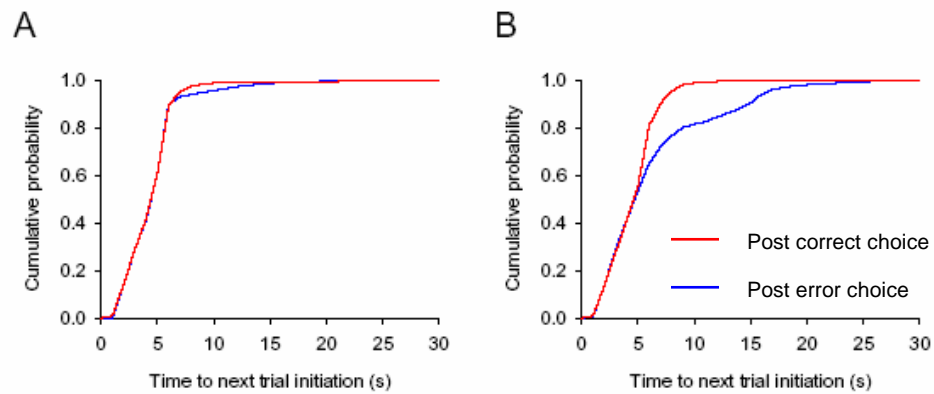 A
B
Cumulative probability
1.0
0.8
0.6
0.4
0.2
0.0
0 5 10 15 20 25 30
Time to next trial initiation (s)
Cumulative probability
1.0
0.8
0.6
0.4
0.2
0.0
Post correct choice
Post error choice
0 5 10 15 20 25 30
Time to next trial initiation (s)